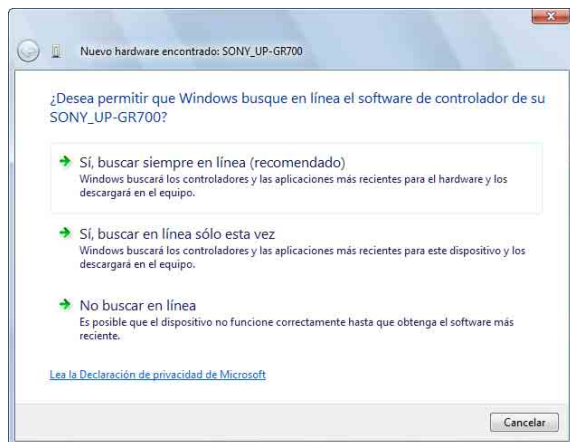 Nuevo hardware encontrado: SONY_UP-GR700
¿Desea permitir que Windows busque en línea el software de controlador de su
SONY_UP-GR700?
Sí, buscar siempre en línea (recomendado)
Windows buscará los controladores y las aplicaciones más recientes para el hardware y los
descargará en el equipo.
Sí, buscar en línea sólo esta vez
Windows buscará los controladores y las aplicaciones más recientes para este dispositivo y los
descargará en el equipo.
No buscar en línea
Es posible que el dispositivo no funcione correctamente hasta que obtenga el software más
reciente.
Lea la Declaración de privacidad de Microsoft
Cancelar